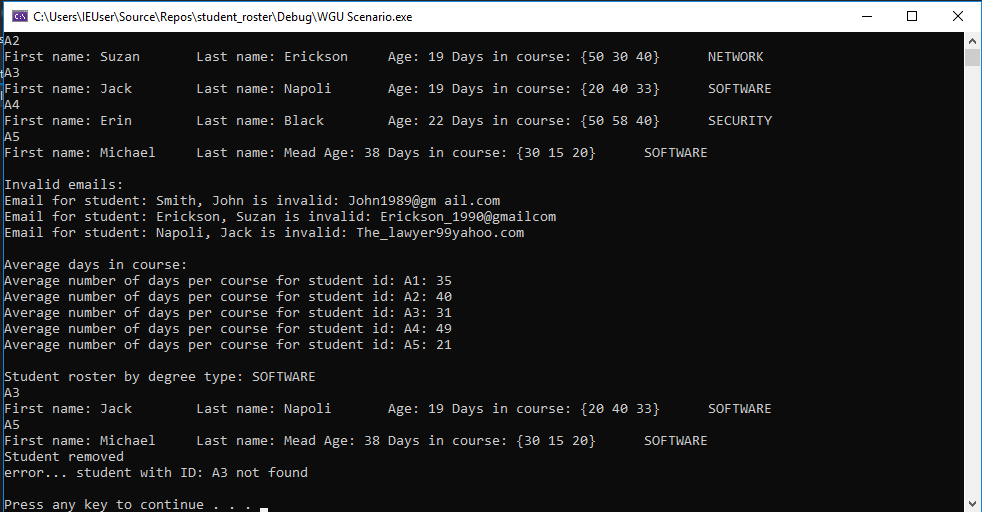 C:\Users\IEUser\Source\Repos\student_roster\Debug\WGU Scenario.exe
A2
First name: Suzan       Last name: Erickson     Age: 19 Days in course: {50 30 40}      NETWORK
A3
First name: Jack        Last name: Napoli       Age: 19 Days in course: {20 40 33}      SOFTWARE
A4
First name: Erin        Last name: Black        Age: 22 Days in course: {50 58 40}      SECURITY
A5
First name: Michael     Last name: Mead Age: 38 Days in course: {30 15 20}      SOFTWARE
Invalid emails:
Email for student: Smith, John is invalid: John1989@gm ail.com
Email for student: Erickson, Suzan is invalid: Erickson_1990@gmailcom
Email for student: Napoli, Jack is invalid: The_lawyer99yahoo.com
Average days in course:
Average number of days per course for student id: A1: 35
Average number of days per course for student id: A2: 40
Average number of days per course for student id: A3: 31
Average number of days per course for student id: A4: 49
Average number of days per course for student id: A5: 21
Student roster by degree type: SOFTWARE
A3
First name: Jack        Last name: Napoli       Age: 19 Days in course: {20 40 33}      SOFTWARE
A5
First name: Michael     Last name: Mead Age: 38 Days in course: {30 15 20}      SOFTWARE
Student removed
error... student with ID: A3 not found
Press any key to continue . . .